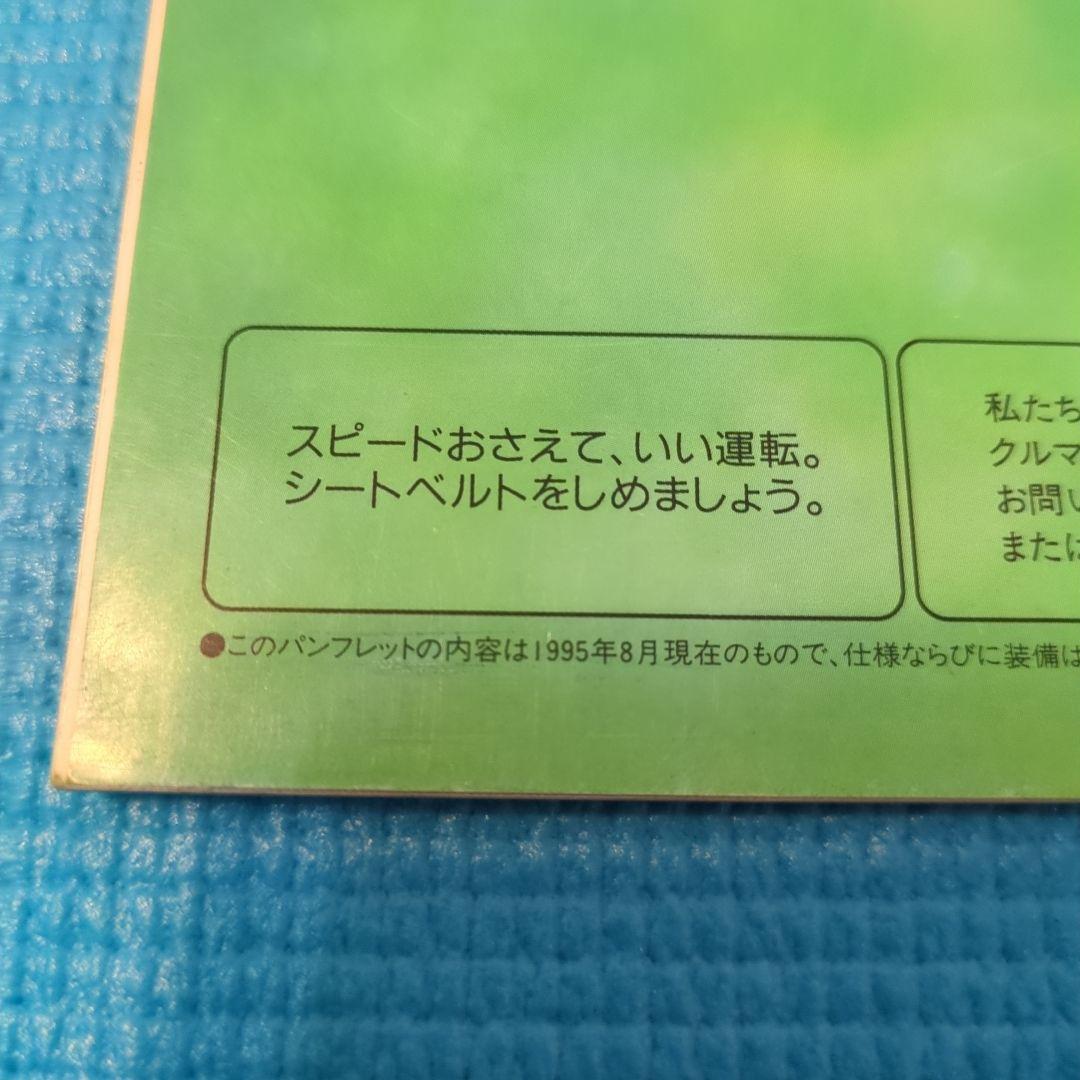 スピードおさえて、いい運転。
シートベルトをしめましょう。
私たち
クルマ
お問い
または
●このパンフレットの内容は1995年8月現在のもので、仕様ならびに装備は